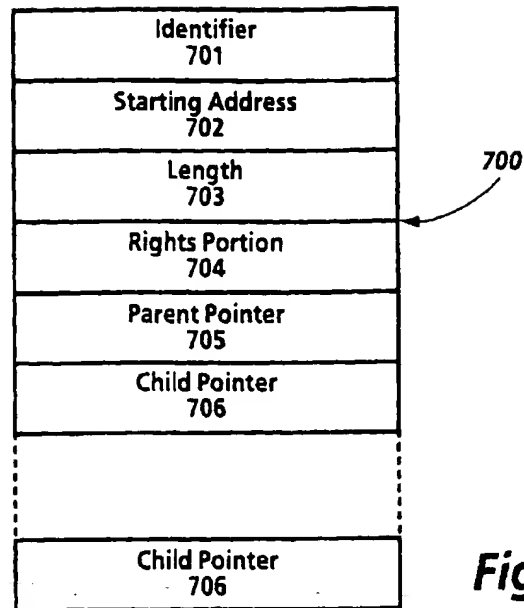 Identifier
701
Starting Address
702
Length
703
700
Rights Portion
704
Parent Pointer
705
Child Pointer
706
Child Pointer
706
Fig